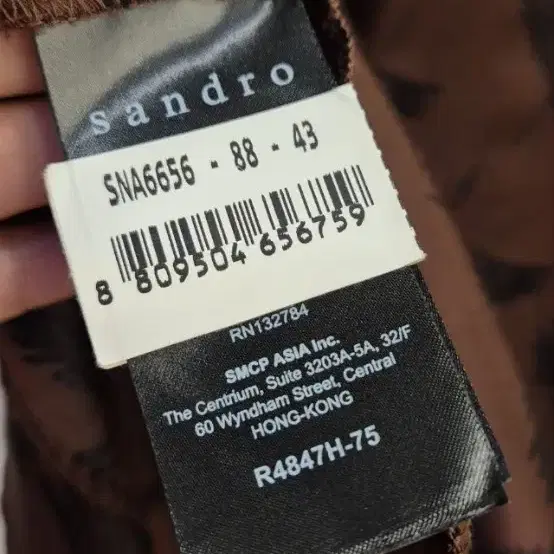 sandro
SNA6656 - 88 - 43
8 809504 656759
RN132784
SMCP ASIA Inc.
The Centrium, Suite 3203A-5A, 32/F
60 Wyndham Street, Central
HONG-KONG
R4847H-75